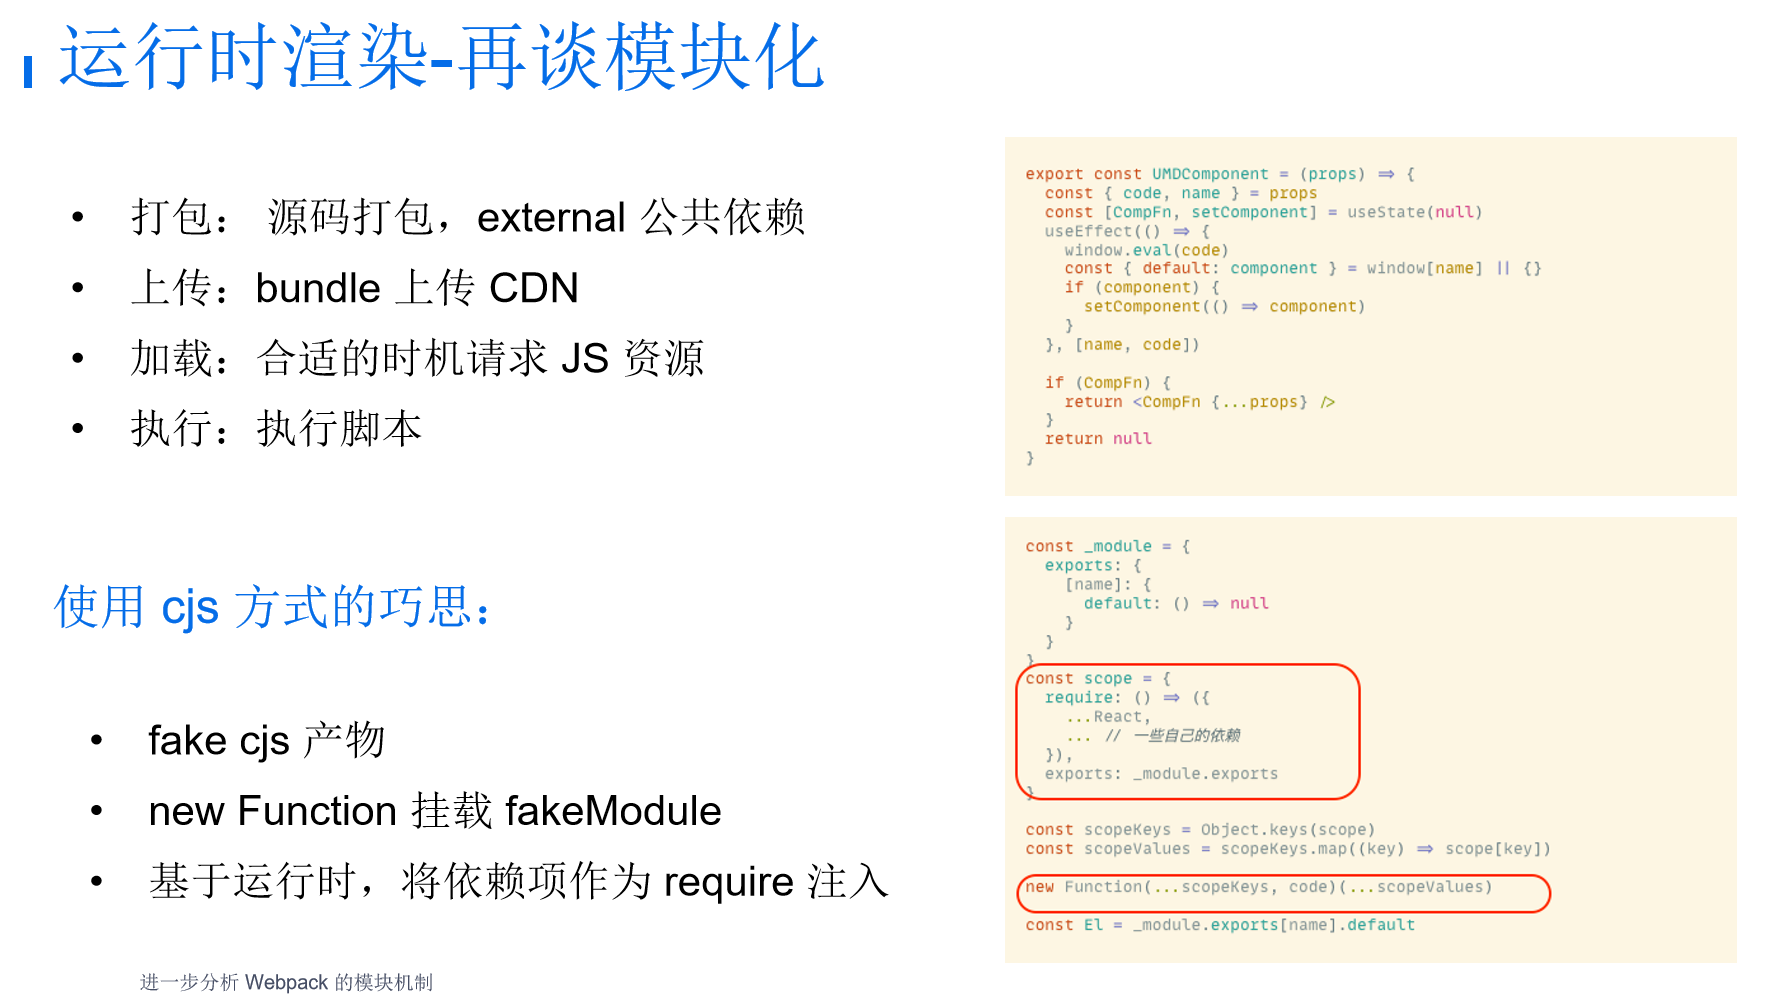 运行时渲染-再谈模块化
• 打包： 源码打包，external 公共依赖
• 上传：bundle 上传 CDN
• 加载：合适的时机请求 JS 资源
• 执行：执行脚本
使用 cjs 方式的巧思：
• fake cjs 产物
• new Function 挂载 fakeModule
• 基于运行时，将依赖项作为 require 注入
进一步分析 Webpack 的模块机制
export const UMDComponent = (props) => {
  const { code, name } = props
  const [CompFn, setComponent] = useState(null)
  useEffect(() => {
    window.eval(code)
    const { default: component } = window[name] || {}
    if (component) {
      setComponent(() => component)
    }
  }, [name, code])
  if (CompFn) {
    return <CompFn {...props} />
  }
  return null
}
const _module = {
  exports: {
    [name]: {
      default: () => null
    }
  }
}
const scope = {
  require: () => ({
    ...React,
    ... // 一些自己的依赖
  }),
  exports: _module.exports
}
const scopeKeys = Object.keys(scope)
const scopeValues = scopeKeys.map((key) => scope[key])
new Function(...scopeKeys, code)(...scopeValues)
const El = _module.exports[name].default